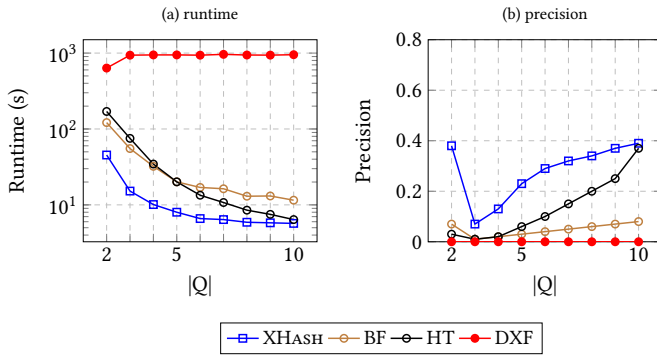 (a) runtime
Runtime (s)
10³
10²
10¹
2 5 10
|Q|
(b) precision
Precision
0.8
0.6
0.4
0.2
0
2 5 10
|Q|
XHASH BF HT DXF